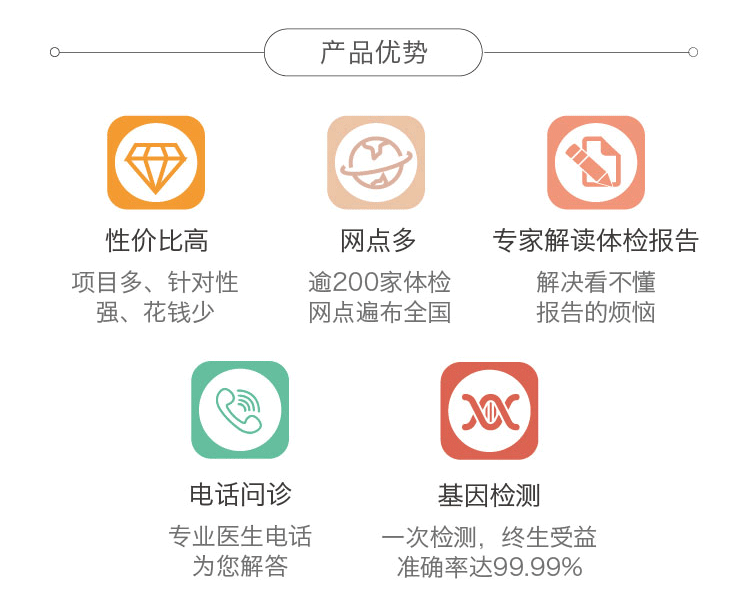 产品优势
性价比高
项目多、针对性
强、花钱少
网点多
逾200家体检
网点遍布全国
专家解读体检报告
解决看不懂
报告的烦恼
电话问诊
专业医生电话
为您解答
基因检测
一次检测，终生受益
准确率达99.99%